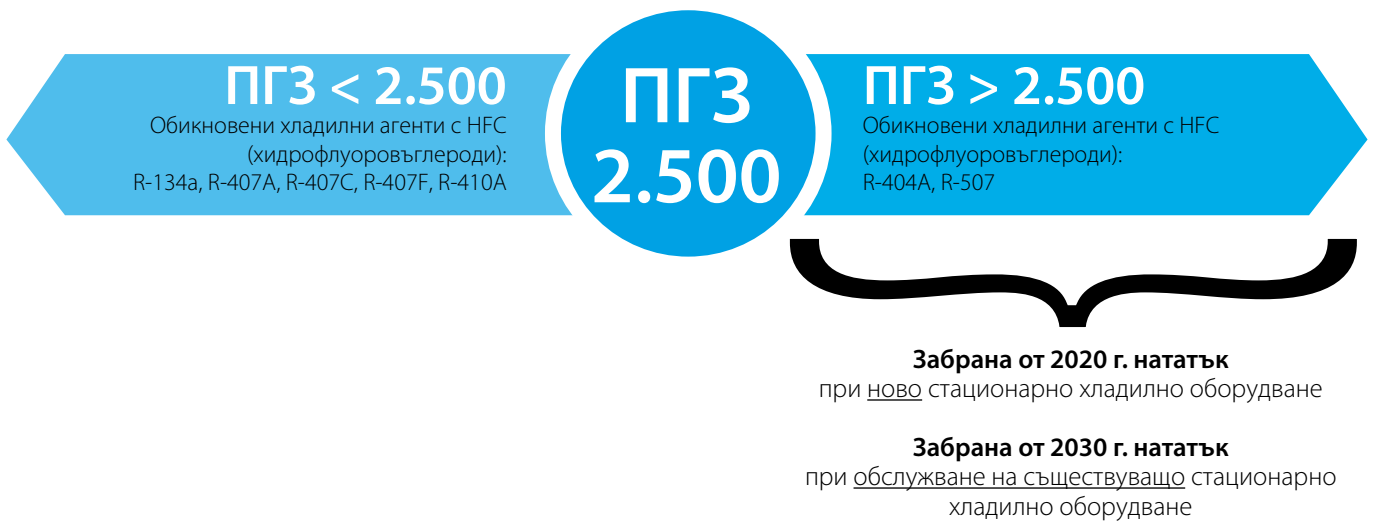 ПГЗ < 2.500
Обикновени хладилни агенти с HFC
(хидрофлуоровъглероди):
R-134a, R-407A, R-407C, R-407F, R-410A
ПГЗ
2.500
ПГЗ > 2.500
Обикновени хладилни агенти с HFC
(хидрофлуоровъглероди):
R-404A, R-507
Забрана от 2020 г. нататък
при ново стационарно хладилно оборудване
Забрана от 2030 г. нататък
при обслужване на съществуващо стационарно
хладилно оборудване